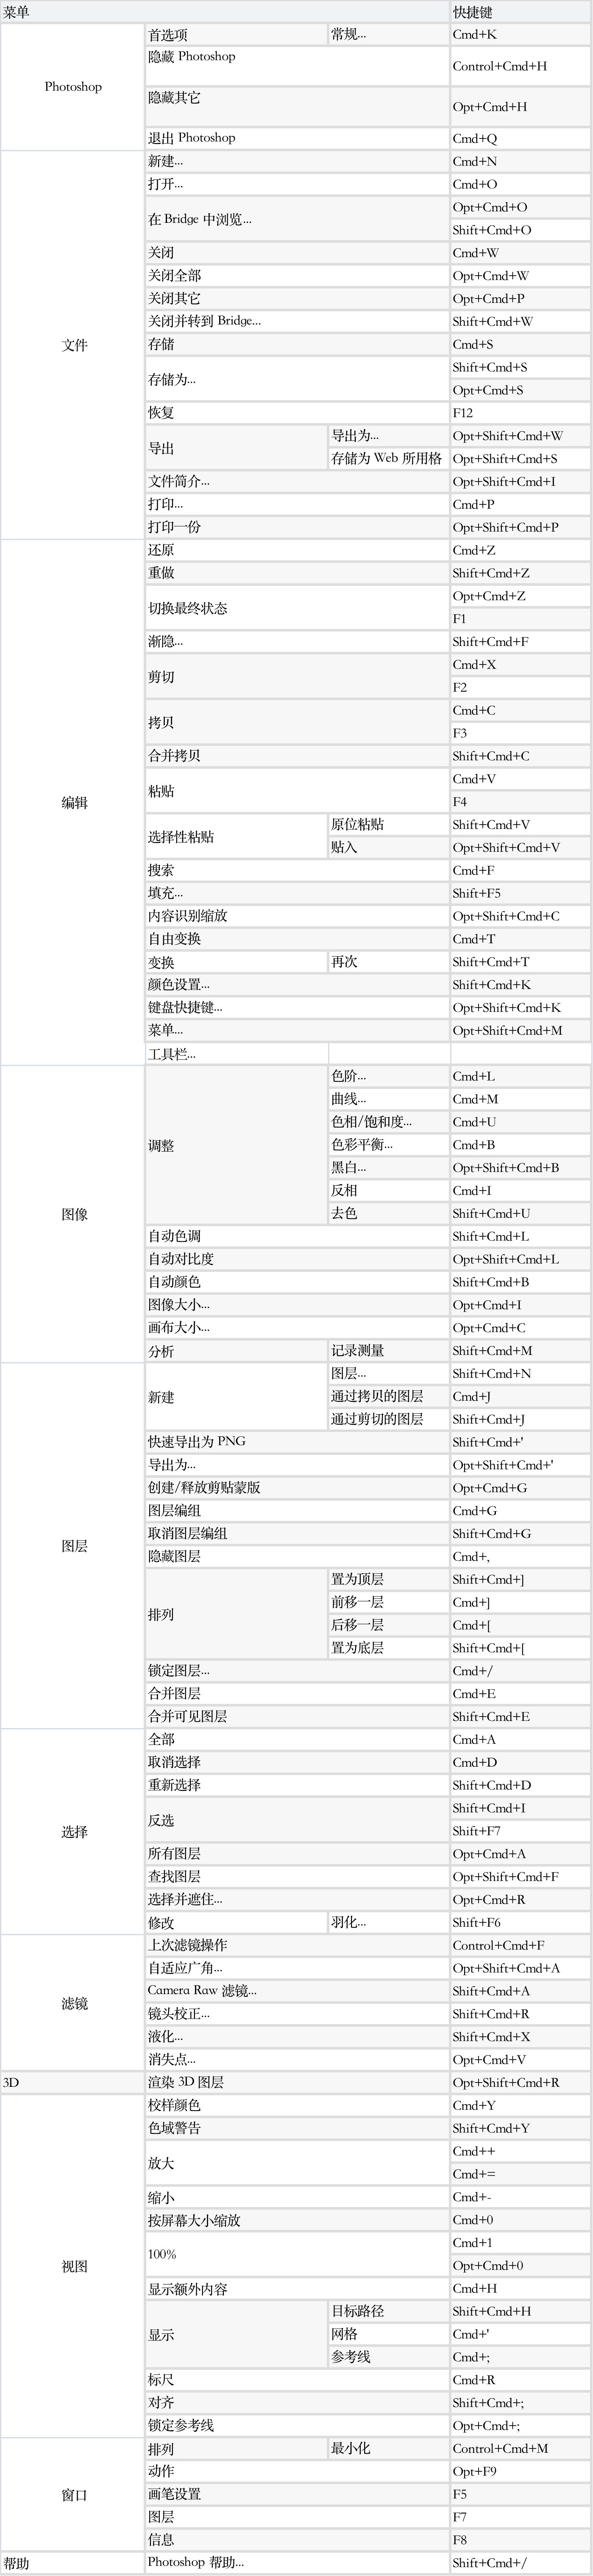 菜单 快捷键
Photoshop
首选项 常规... Cmd+K
隐藏 Photoshop Control+Cmd+H
隐藏其它 Opt+Cmd+H
退出 Photoshop Cmd+Q
文件
新建... Cmd+N
打开... Cmd+O
在 Bridge 中浏览... Opt+Cmd+O
Shift+Cmd+O
关闭 Cmd+W
关闭全部 Opt+Cmd+W
关闭其它 Opt+Cmd+P
关闭并转到 Bridge... Shift+Cmd+W
存储 Cmd+S
存储为... Shift+Cmd+S
Opt+Cmd+S
恢复 F12
导出 导出为... Opt+Shift+Cmd+W
存储为 Web 所用格 Opt+Shift+Cmd+S
文件简介... Opt+Shift+Cmd+I
打印... Cmd+P
打印一份 Opt+Shift+Cmd+P
编辑
还原 Cmd+Z
重做 Shift+Cmd+Z
切换最终状态 Opt+Cmd+Z
F1
渐隐... Shift+Cmd+F
剪切 Cmd+X
F2
拷贝 Cmd+C
F3
合并拷贝 Shift+Cmd+C
粘贴 Cmd+V
F4
选择性粘贴 原位粘贴 Shift+Cmd+V
贴入 Opt+Shift+Cmd+V
搜索 Cmd+F
填充... Shift+F5
内容识别缩放 Opt+Shift+Cmd+C
自由变换 Cmd+T
变换 再次 Shift+Cmd+T
颜色设置... Shift+Cmd+K
键盘快捷键... Opt+Shift+Cmd+K
菜单... Opt+Shift+Cmd+M
工具栏...
图像
调整 色阶... Cmd+L
曲线... Cmd+M
色相/饱和度... Cmd+U
色彩平衡... Cmd+B
黑白... Opt+Shift+Cmd+B
反相 Cmd+I
去色 Shift+Cmd+U
自动色调 Shift+Cmd+L
自动对比度 Opt+Shift+Cmd+L
自动颜色 Shift+Cmd+B
图像大小... Opt+Cmd+I
画布大小... Opt+Cmd+C
分析 记录测量 Shift+Cmd+M
图层
新建 图层... Shift+Cmd+N
通过拷贝的图层 Cmd+J
通过剪切的图层 Shift+Cmd+J
快速导出为 PNG Shift+Cmd+'
导出为... Opt+Shift+Cmd+'
创建/释放剪贴蒙版 Opt+Cmd+G
图层编组 Cmd+G
取消图层编组 Shift+Cmd+G
隐藏图层 Cmd+,
排列 置为顶层 Shift+Cmd+]
前移一层 Cmd+]
后移一层 Cmd+[
置为底层 Shift+Cmd+[
锁定图层... Cmd+/
合并图层 Cmd+E
合并可见图层 Shift+Cmd+E
选择
全部 Cmd+A
取消选择 Cmd+D
重新选择 Shift+Cmd+D
反选 Shift+Cmd+I
Shift+F7
所有图层 Opt+Cmd+A
查找图层 Opt+Shift+Cmd+F
选择并遮住... Opt+Cmd+R
修改 羽化... Shift+F6
滤镜
上次滤镜操作 Control+Cmd+F
自适应广角... Opt+Shift+Cmd+A
Camera Raw 滤镜... Shift+Cmd+A
镜头校正... Shift+Cmd+R
液化... Shift+Cmd+X
消失点... Opt+Cmd+V
3D 渲染 3D 图层 Opt+Shift+Cmd+R
视图
校样颜色 Cmd+Y
色域警告 Shift+Cmd+Y
放大 Cmd++
Cmd+=
缩小 Cmd+-
按屏幕大小缩放 Cmd+0
100% Cmd+1
Opt+Cmd+0
显示额外内容 Cmd+H
显示 目标路径 Shift+Cmd+H
网格 Cmd+'
参考线 Cmd+;
标尺 Cmd+R
对齐 Shift+Cmd+;
锁定参考线 Opt+Cmd+;
窗口
排列 最小化 Control+Cmd+M
动作 Opt+F9
画笔设置 F5
图层 F7
信息 F8
帮助 Photoshop 帮助... Shift+Cmd+/